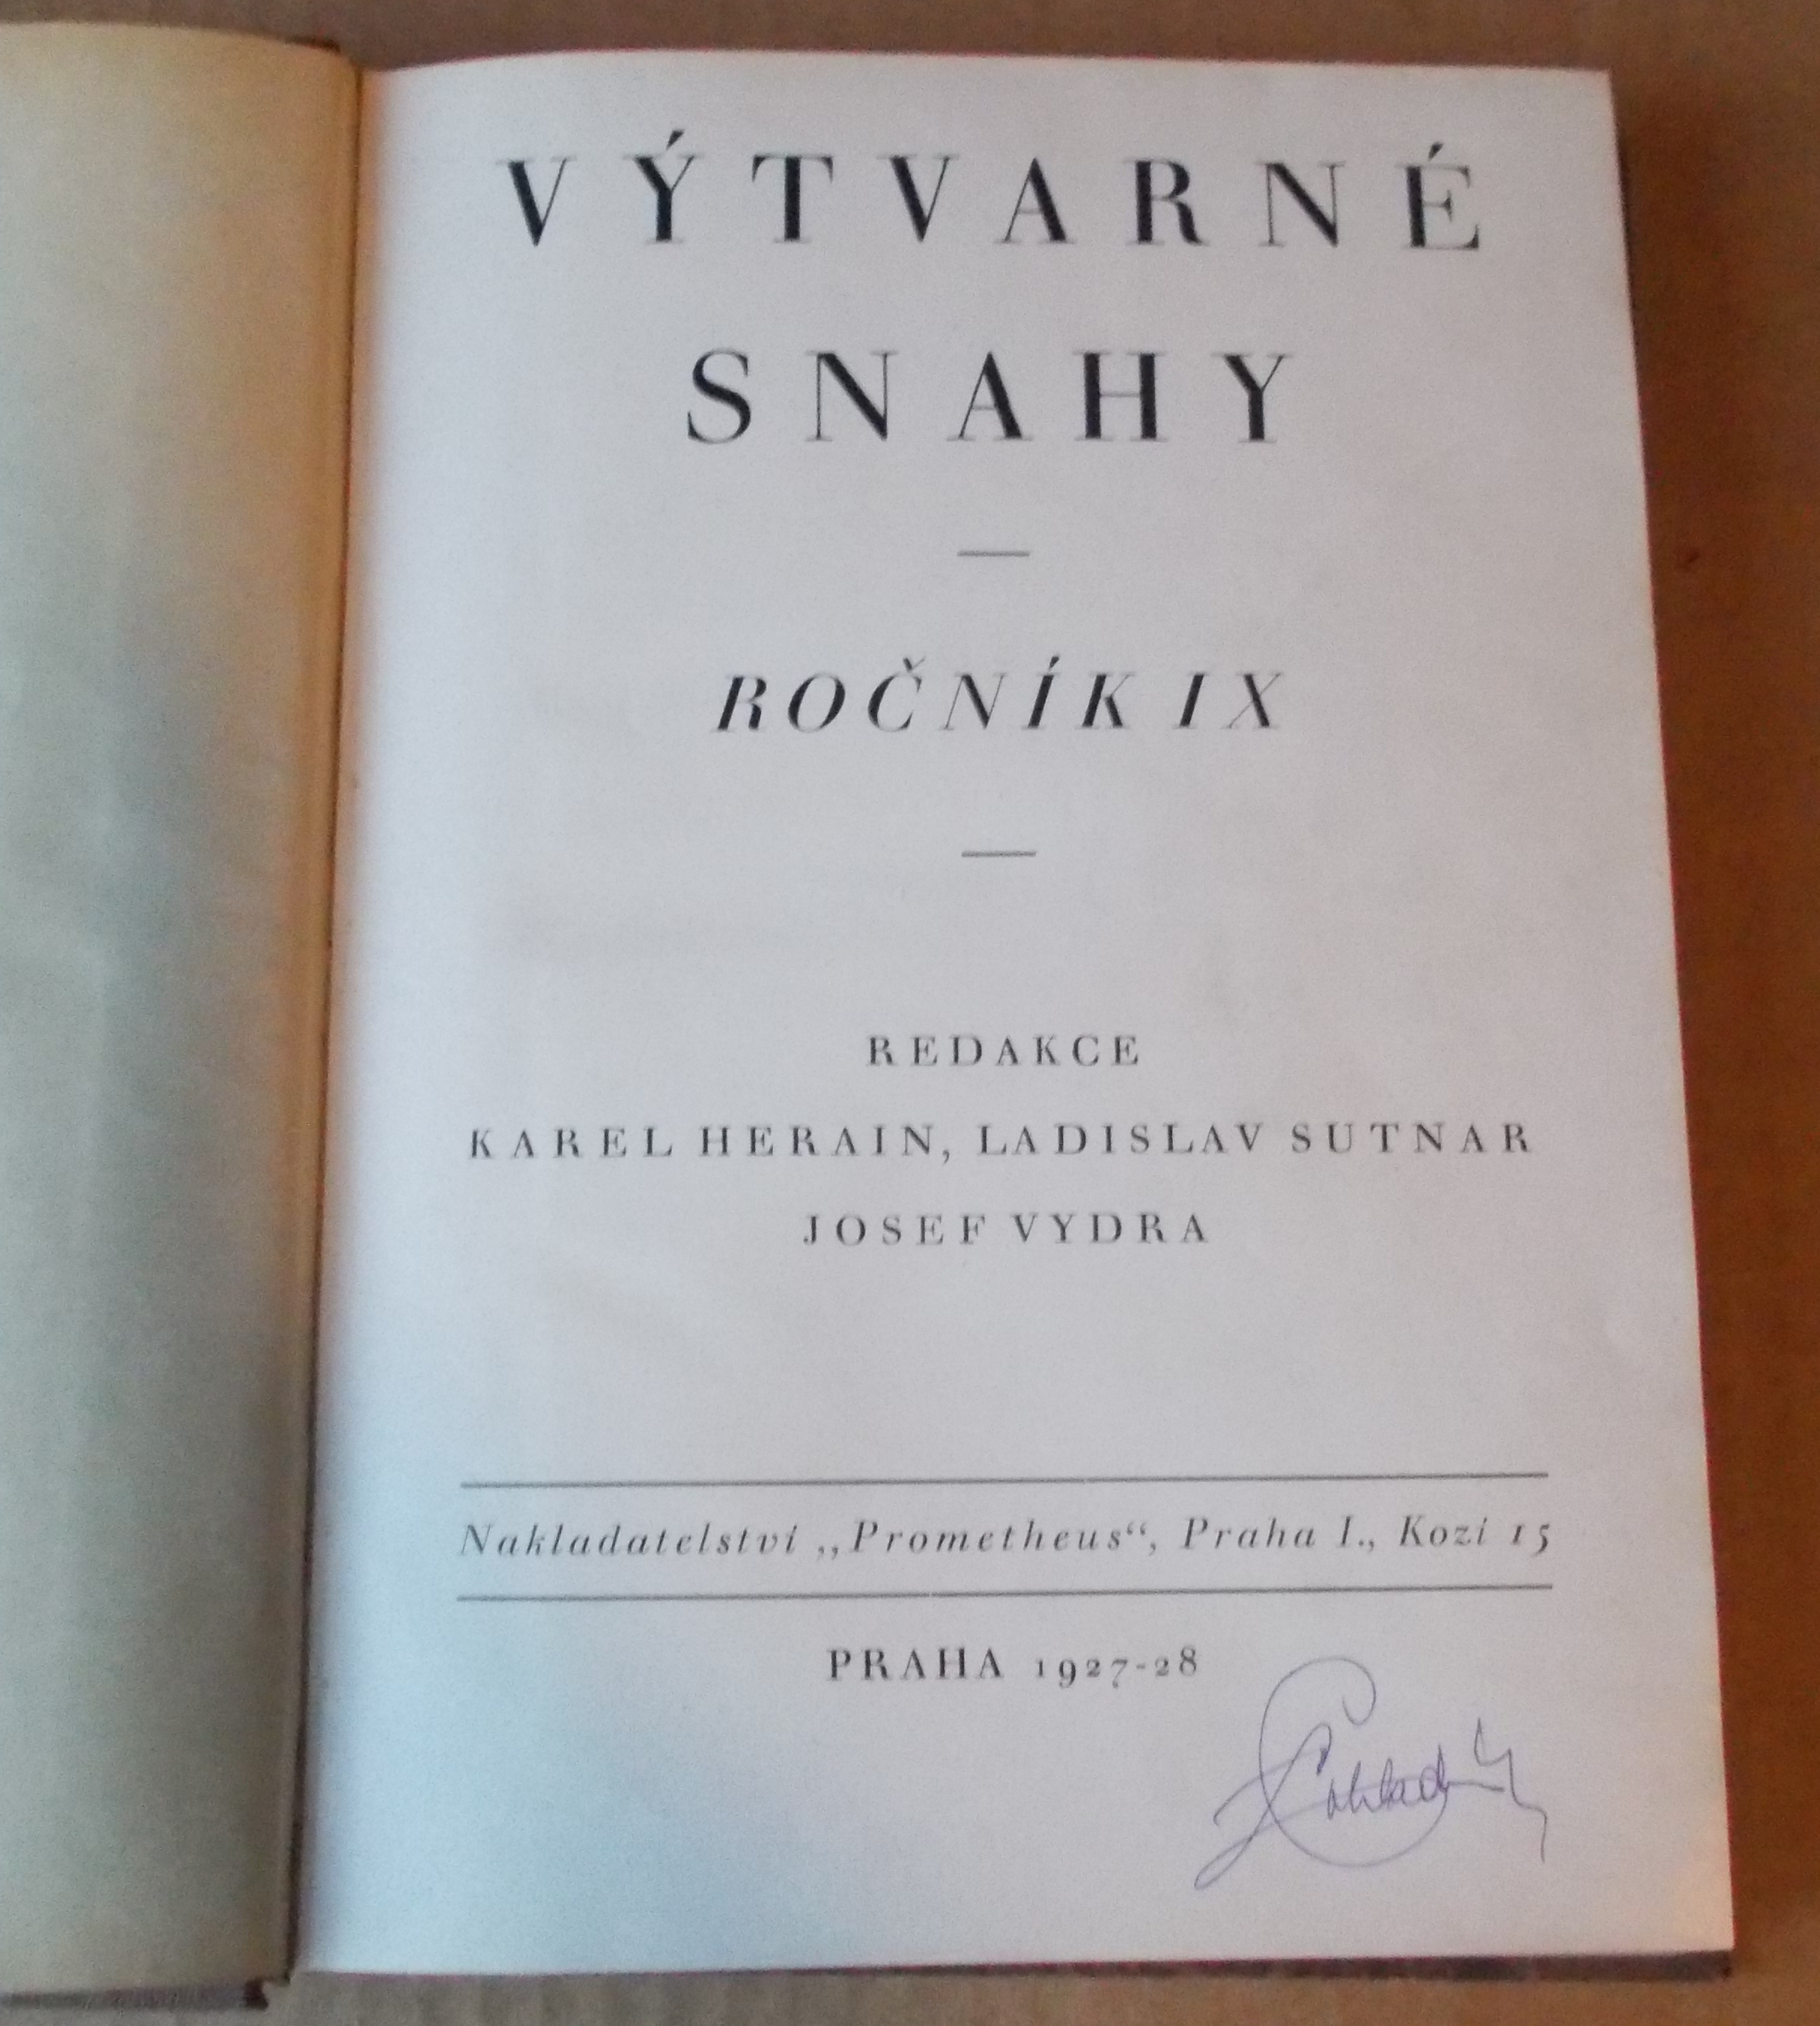 VÝTVARNÉ
SNAHY
ROČNÍK IX
REDAKCE
KAREL HERAIN, LADISLAV SUTNAR
JOSEF VYDRA
Nakladatelství „Prometheus“, Praha I., Kozí 15
PRAHA 1927-28